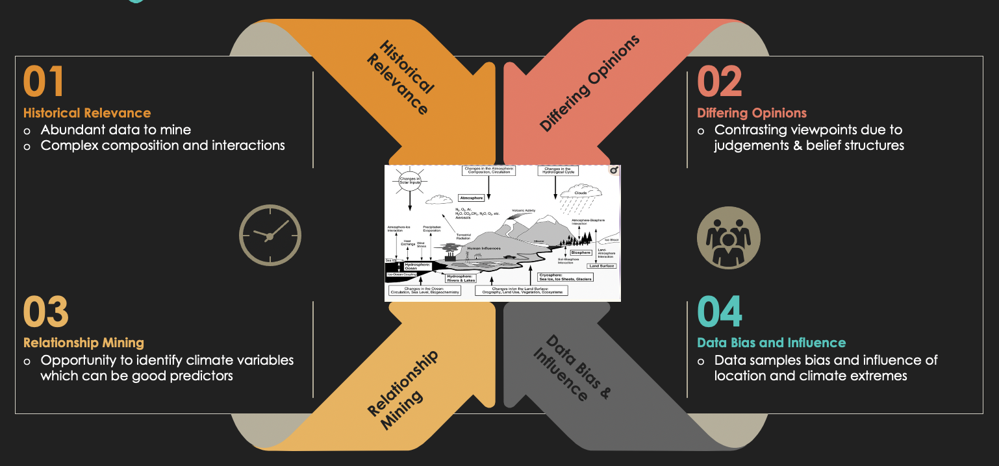 Historical
Relevance
Differing Opinions
01
Historical Relevance
o Abundant data to mine
o Complex composition and interactions
02
Differing Opinions
o Contrasting viewpoints due to
judgements & belief structures
Changes in
Solar Inputs
Changes in the Atmosphere:
Composition, Circulation
Changes in the
Hydrological Cycle
Atmosphere
Clouds
N₂, O₂, Ar,
H₂O, CO₂,CH₄, N₂O, O₃, etc.
Aerosols
Volcanic Activity
Atmosphere-Ice
Interaction
Precipitation
Evaporation
Terrestrial
Radiation
Atmosphere-Biosphere
Interaction
Heat
Exchange
Wind
Stress
Human Influences
Glacier
Ice Sheet
Biosphere
Land-
Atmosphere
Interaction
Soil-Biosphere
Interaction
Land Surface
Sea Ice
Hydrosphere:
Ocean
Ice-Ocean Coupling
Hydrosphere:
Rivers & Lakes
Cryosphere:
Sea Ice, Ice Sheets, Glaciers
Changes in the Ocean:
Circulation, Sea Level, Biogeochemistry
Changes in/on the Land Surface:
Orography, Land Use, Vegetation, Ecosystems
03
Relationship Mining
o Opportunity to identify climate variables
which can be good predictors
04
Data Bias and Influence
o Data samples bias and influence of
location and climate extremes
Relationship
Mining
Data Bias &
Influence